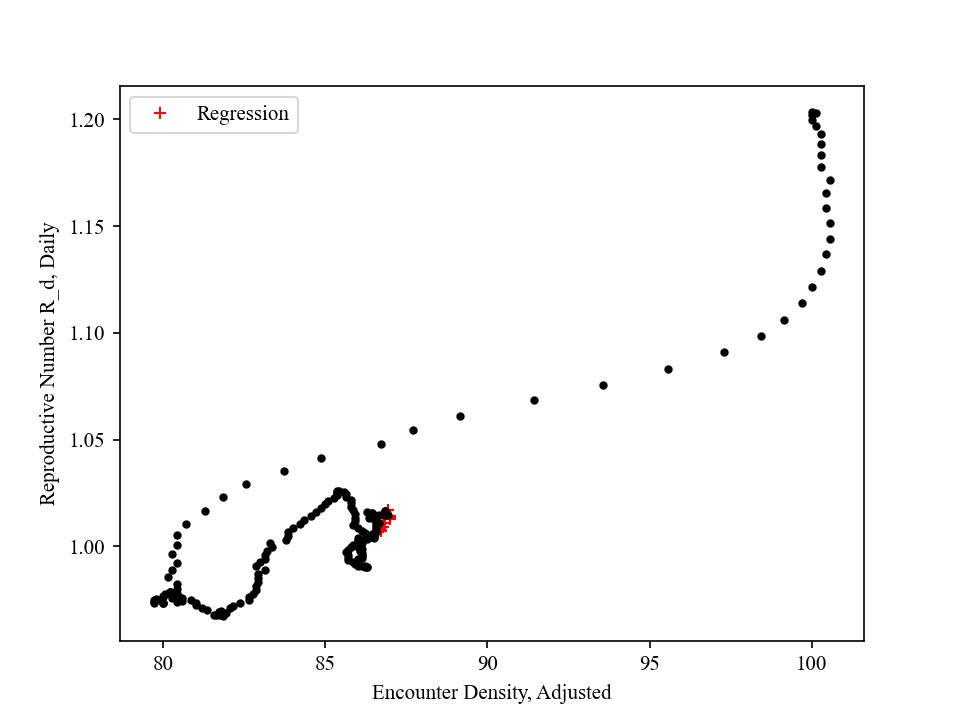 Regression
1.20
1.15
1.10
1.05
1.00
Reproductive Number R_d, Daily
80 85 90 95 100
Encounter Density, Adjusted